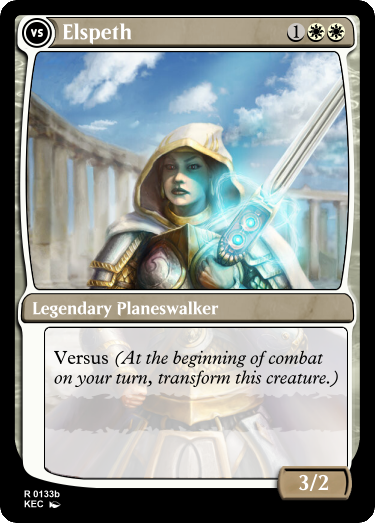 VS Elspeth 1
Legendary Planeswalker
Versus (At the beginning of combat
on your turn, transform this creature.)
3/2
R 0133b
KEC